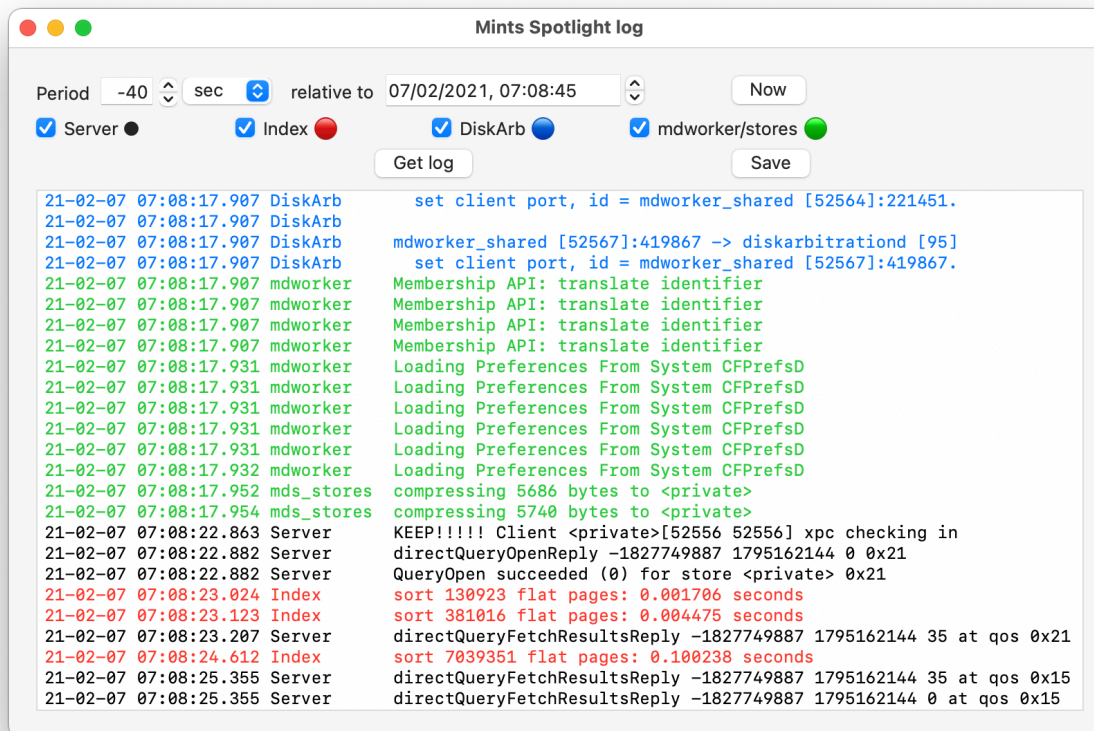 Mints Spotlight log
Period -40 sec relative to 07/02/2021, 07:08:45 Now
Server Index DiskArb mdworker/stores
Get log Save
21-02-07 07:08:17.907 DiskArb set client port, id = mdworker_shared [52564]:221451.
21-02-07 07:08:17.907 DiskArb
21-02-07 07:08:17.907 DiskArb mdworker_shared [52567]:419867 -> diskarbitrationd [95]
21-02-07 07:08:17.907 DiskArb set client port, id = mdworker_shared [52567]:419867.
21-02-07 07:08:17.907 mdworker Membership API: translate identifier
21-02-07 07:08:17.907 mdworker Membership API: translate identifier
21-02-07 07:08:17.907 mdworker Membership API: translate identifier
21-02-07 07:08:17.907 mdworker Membership API: translate identifier
21-02-07 07:08:17.931 mdworker Loading Preferences From System CFPrefsD
21-02-07 07:08:17.931 mdworker Loading Preferences From System CFPrefsD
21-02-07 07:08:17.931 mdworker Loading Preferences From System CFPrefsD
21-02-07 07:08:17.931 mdworker Loading Preferences From System CFPrefsD
21-02-07 07:08:17.931 mdworker Loading Preferences From System CFPrefsD
21-02-07 07:08:17.932 mdworker Loading Preferences From System CFPrefsD
21-02-07 07:08:17.952 mds_stores compressing 5686 bytes to <private>
21-02-07 07:08:17.954 mds_stores compressing 5740 bytes to <private>
21-02-07 07:08:22.863 Server KEEP!!!!! Client <private>[52556 52556] xpc checking in
21-02-07 07:08:22.882 Server directQueryOpenReply -1827749887 1795162144 0 0x21
21-02-07 07:08:22.882 Server QueryOpen succeeded (0) for store <private> 0x21
21-02-07 07:08:23.024 Index sort 130923 flat pages: 0.001706 seconds
21-02-07 07:08:23.123 Index sort 381016 flat pages: 0.004475 seconds
21-02-07 07:08:23.207 Server directQueryFetchResultsReply -1827749887 1795162144 35 at qos 0x21
21-02-07 07:08:24.612 Index sort 7039351 flat pages: 0.100238 seconds
21-02-07 07:08:25.355 Server directQueryFetchResultsReply -1827749887 1795162144 35 at qos 0x15
21-02-07 07:08:25.355 Server directQueryFetchResultsReply -1827749887 1795162144 0 at qos 0x15